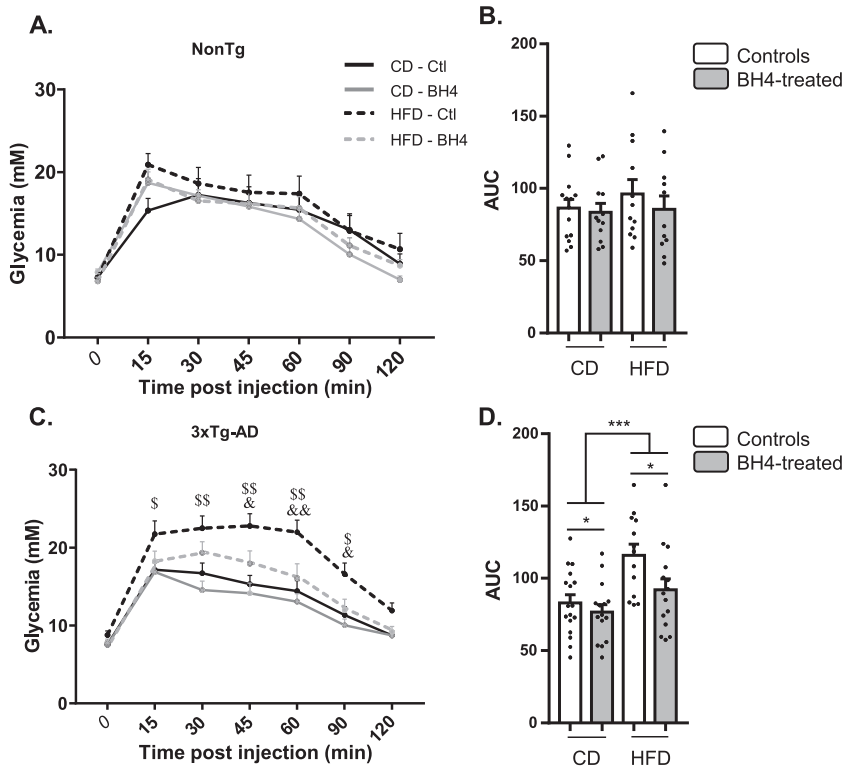 A.
NonTg
CD - Ctl
CD - BH4
HFD - Ctl
HFD - BH4
Glycemia (mM)
30
20
10
0
0 15 30 45 60 90 120
Time post injection (min)
B.
Controls
BH4-treated
AUC
200
150
100
50
0
CD HFD
C.
3xTg-AD
Glycemia (mM)
30
20
10
0
$ $$ $$ $$ $
& && &
0 15 30 45 60 90 120
Time post injection (min)
D.
Controls
BH4-treated
AUC
200
150
100
50
0
***
*
*
CD HFD